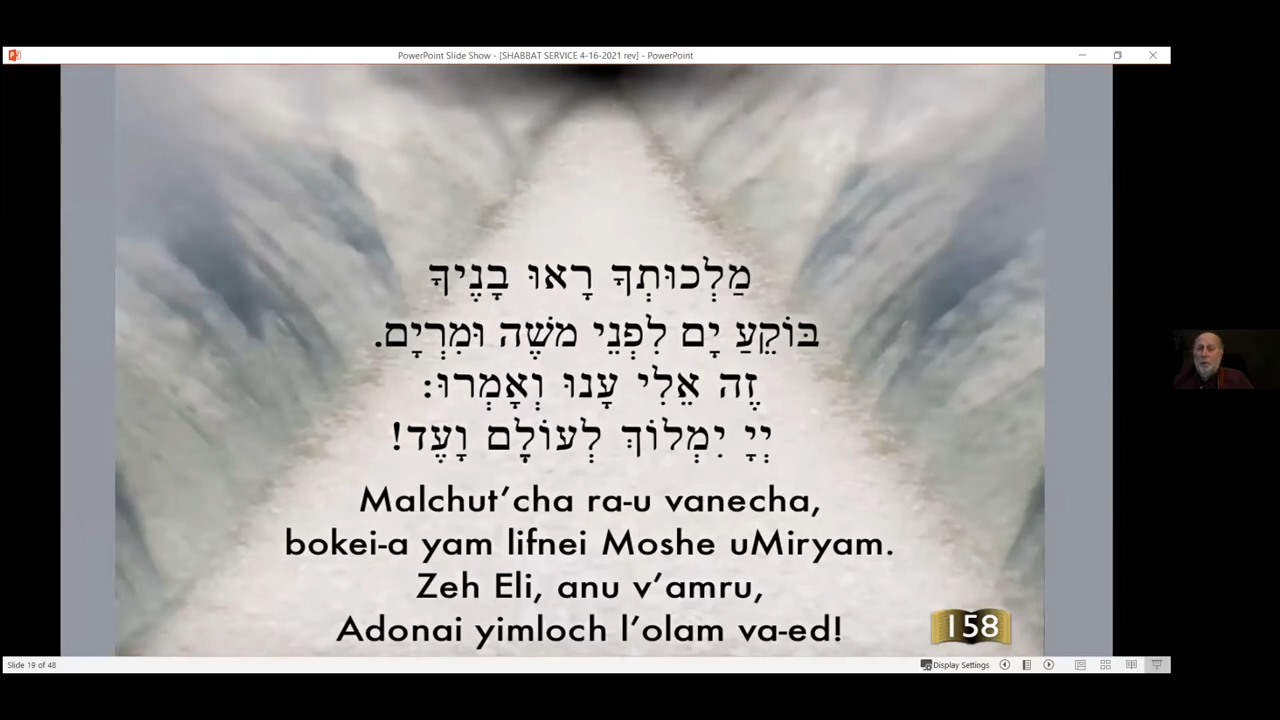 PowerPoint Slide Show - [SHABBAT SERVICE 4-16-2021 rev] - PowerPoint
מַלְכוּתְךָ רָאוּ בָנֶיךָ
בּוֹקֵעַ יָם לִפְנֵי מֹשֶׁה וּמִרְיָם.
זֶה אֵלִי עָנוּ וְאָמְרוּ:
יְיָ יִמְלוֹךְ לְעוֹלָם וָעֶד!
Malchut’cha ra-u vanecha,
bokei-a yam lifnei Moshe uMiryam.
Zeh Eli, anu v’amru,
Adonai yimloch l’olam va-ed!
158
Slide 19 of 48
Display Settings